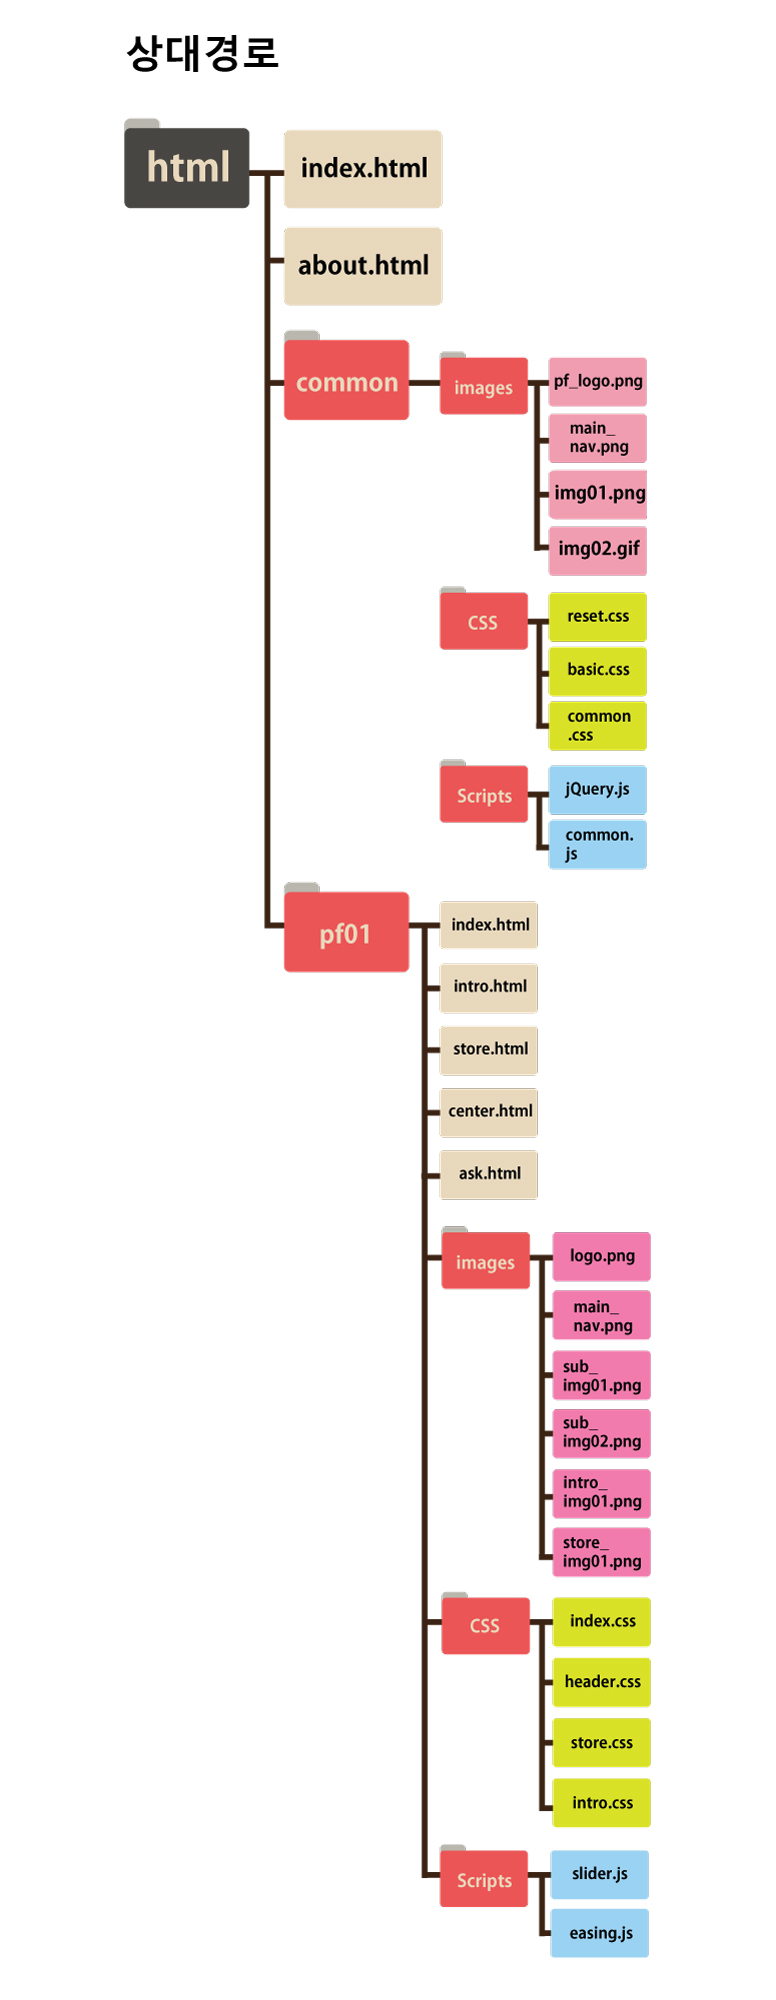 상대경로
html
index.html
about.html
common
images
pf_logo.png
main_
nav.png
img01.png
img02.gif
CSS
reset.css
basic.css
common
.css
Scripts
jQuery.js
common.
js
pf01
index.html
intro.html
store.html
center.html
ask.html
images
logo.png
main_
nav.png
sub_
img01.png
sub_
img02.png
intro_
img01.png
store_
img01.png
CSS
index.css
header.css
store.css
intro.css
Scripts
slider.js
easing.js